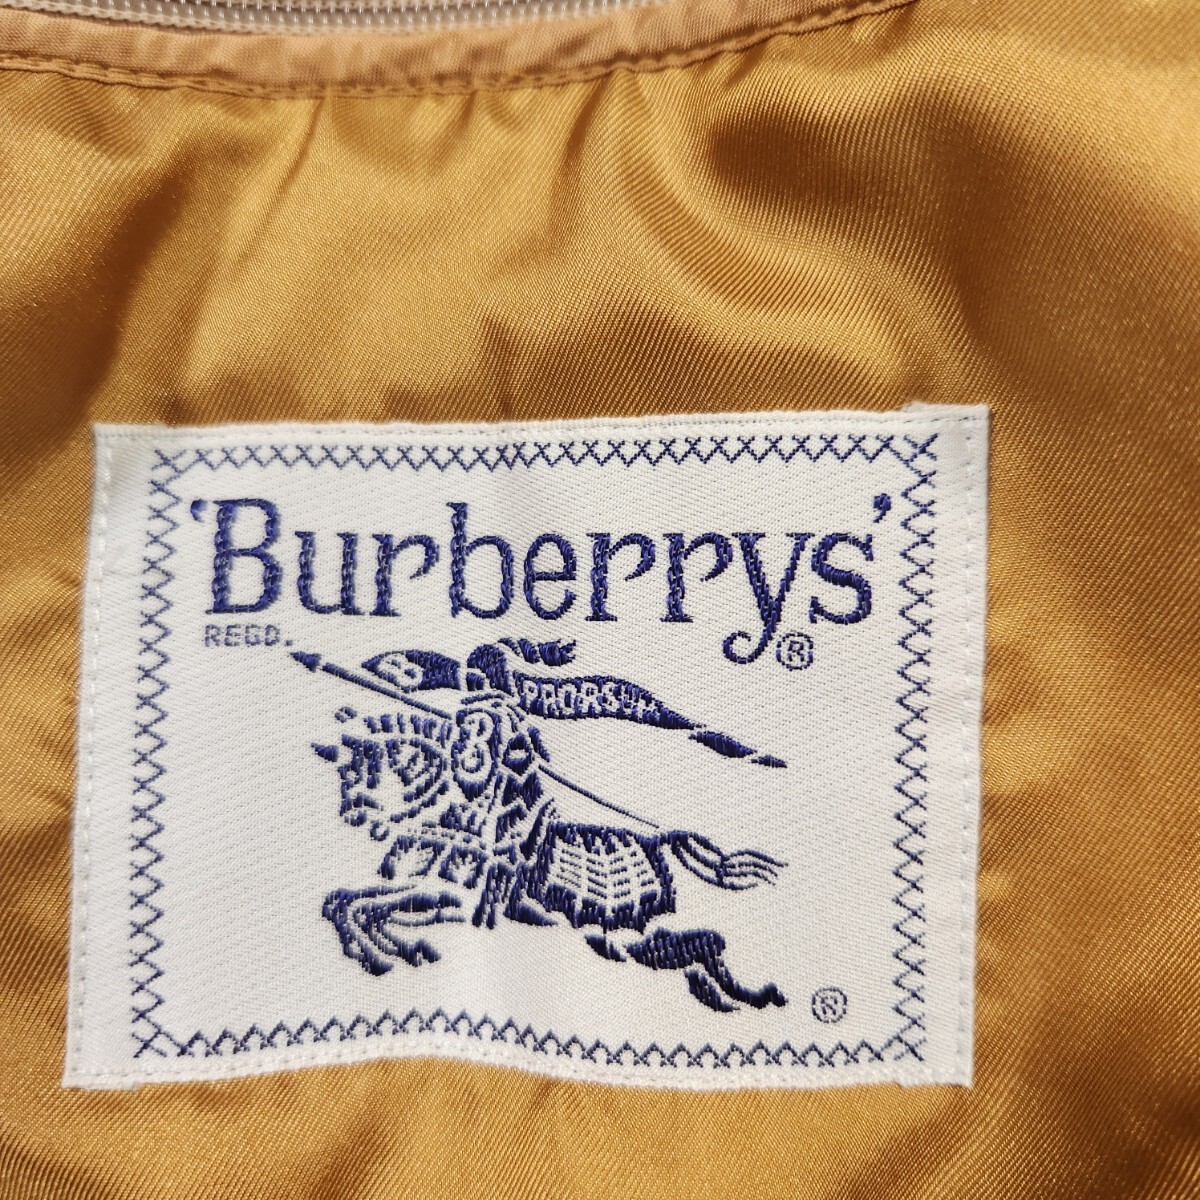 'Burberrys'
REGD. ®
B PRORSUM
B
®